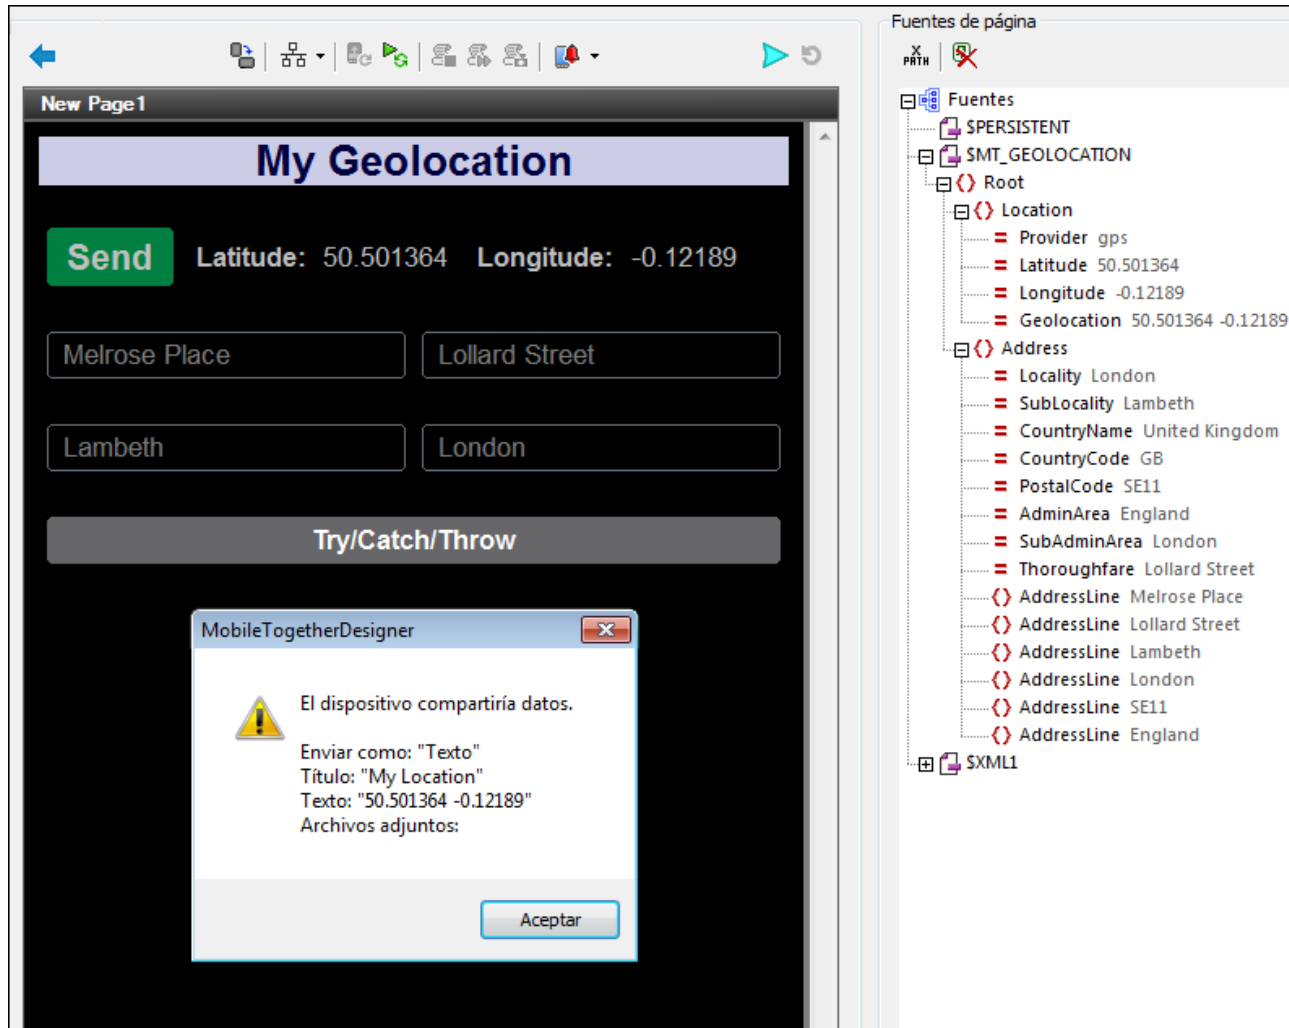 Fuentes de página
X
PATH
New Page1
My Geolocation
Send Latitude: 50.501364 Longitude: -0.12189
Melrose Place Lollard Street
Lambeth London
Try/Catch/Throw
MobileTogetherDesigner
El dispositivo compartiría datos.
Enviar como: "Texto"
Título: "My Location"
Texto: "50.501364 -0.12189"
Archivos adjuntos:
Aceptar
Fuentes
$PERSISTENT
$MT_GEOLOCATION
Root
Location
Provider gps
Latitude 50.501364
Longitude -0.12189
Geolocation 50.501364 -0.12189
Address
Locality London
SubLocality Lambeth
CountryName United Kingdom
CountryCode GB
PostalCode SE11
AdminArea England
SubAdminArea London
Thoroughfare Lollard Street
AddressLine Melrose Place
AddressLine Lollard Street
AddressLine Lambeth
AddressLine London
AddressLine SE11
AddressLine England
$XML1